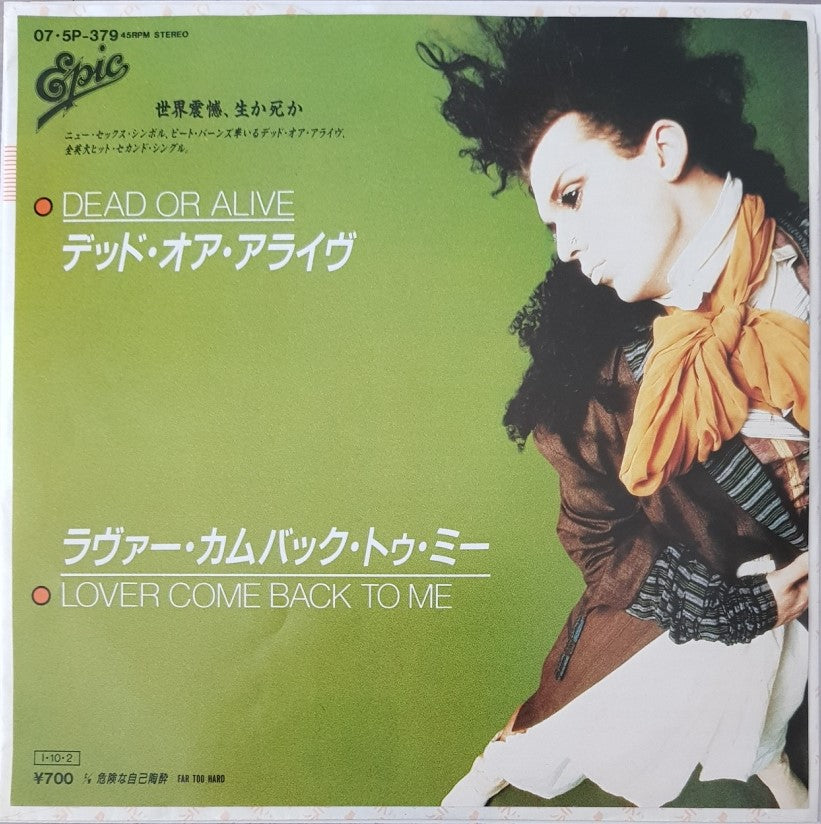 07・5P-379 45RPM STEREO
Epic
世界震憾、生か死か
ニュー・セックス・シンボル、ピート・バーンズ率いるデッド・オア・アライヴ、
全英大ヒット・セカンド・シングル。
DEAD OR ALIVE
デッド・オア・アライヴ
ラヴァー・カムバック・トゥ・ミー
LOVER COME BACK TO ME
I-10-2
¥700 c/w 危険な自己陶酔 FAR TOO HARD